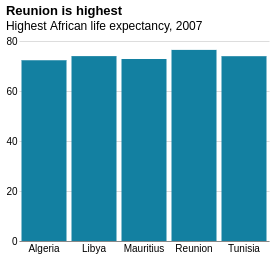 Reunion is highest
Highest African life expectancy, 2007
80
60
40
20
0
Algeria Libya Mauritius Reunion Tunisia